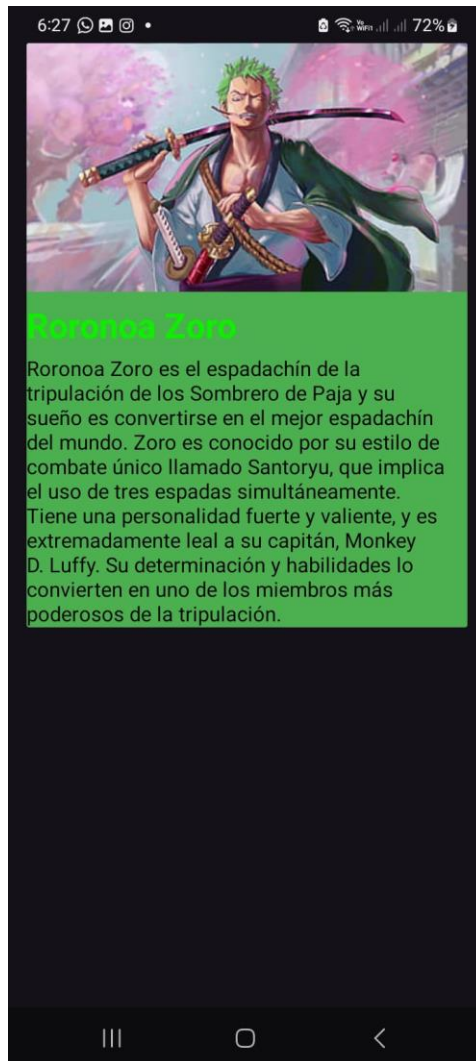 6:27
Vo WiFi 72%
Roronoa Zoro
Roronoa Zoro es el espadachín de la
tripulación de los Sombrero de Paja y su
sueño es convertirse en el mejor espadachín
del mundo. Zoro es conocido por su estilo de
combate único llamado Santoryu, que implica
el uso de tres espadas simultáneamente.
Tiene una personalidad fuerte y valiente, y es
extremadamente leal a su capitán, Monkey
D. Luffy. Su determinación y habilidades lo
convierten en uno de los miembros más
poderosos de la tripulación.